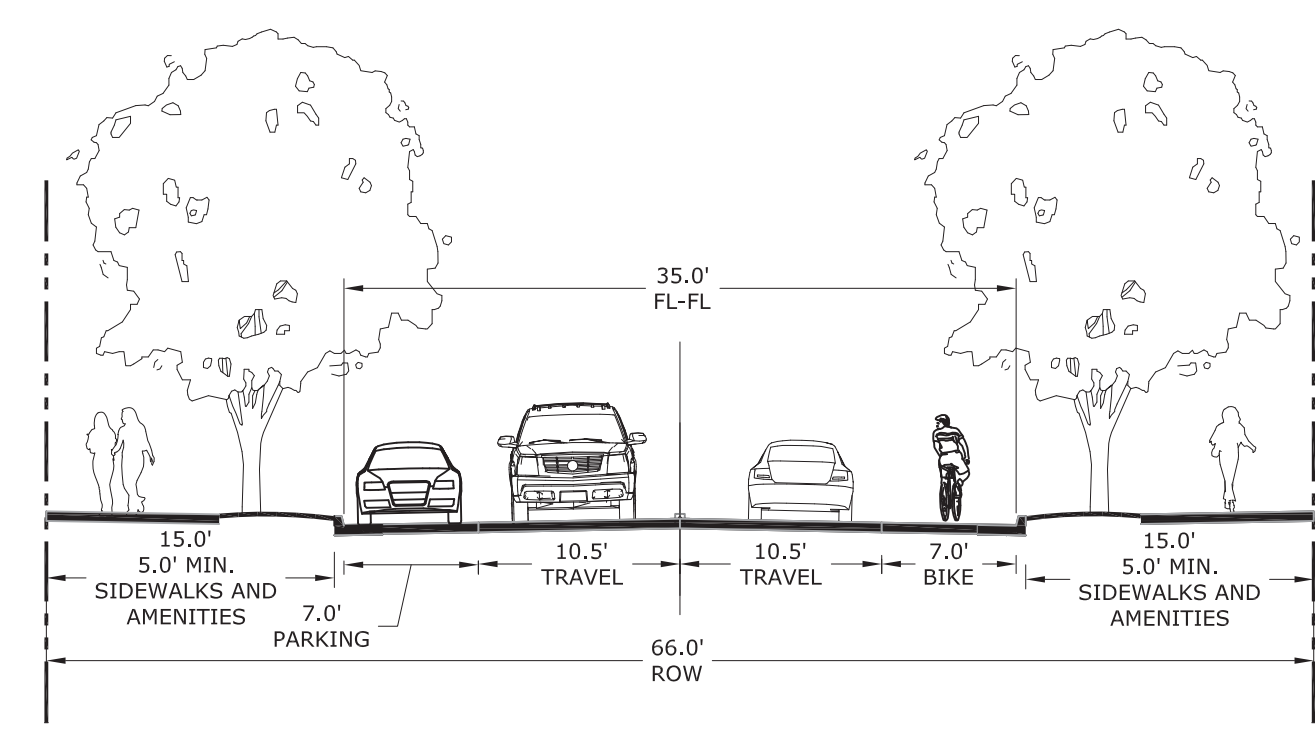 35.0'
FL-FL
15.0'
5.0' MIN.
SIDEWALKS AND
AMENITIES
7.0'
PARKING
10.5'
TRAVEL
10.5'
TRAVEL
7.0'
BIKE
15.0'
5.0' MIN.
SIDEWALKS AND
AMENITIES
66.0'
ROW